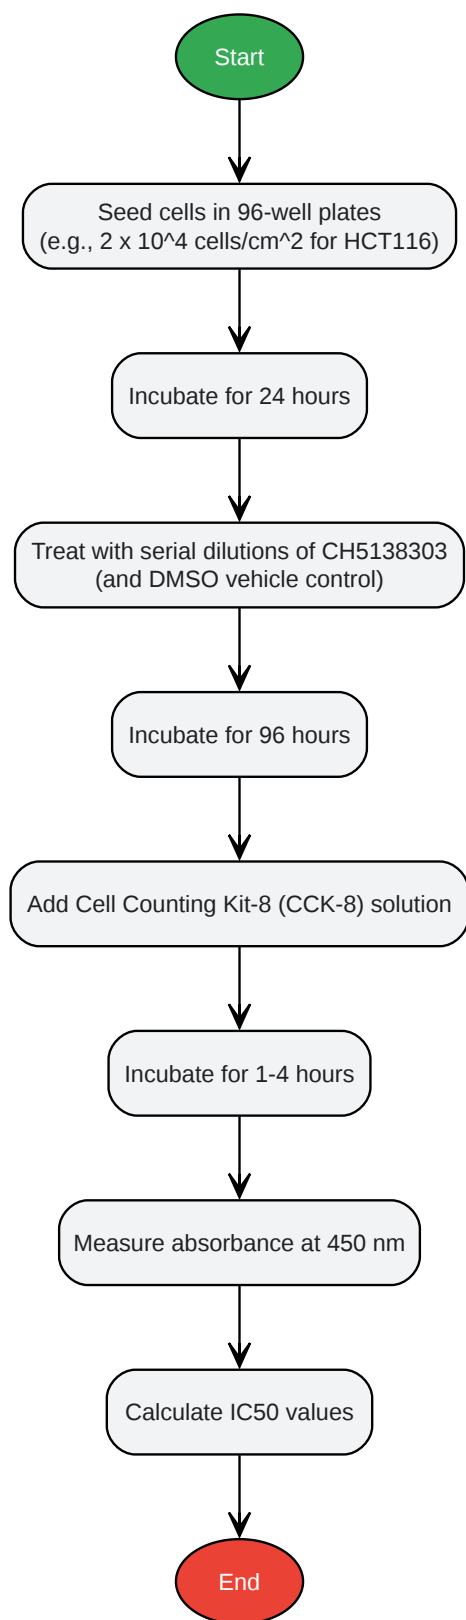 Start
Seed cells in 96-well plates
(e.g., 2 x 10^4 cells/cm^2 for HCT116)
Incubate for 24 hours
Treat with serial dilutions of CH5138303
(and DMSO vehicle control)
Incubate for 96 hours
Add Cell Counting Kit-8 (CCK-8) solution
Incubate for 1-4 hours
Measure absorbance at 450 nm
Calculate IC50 values
End